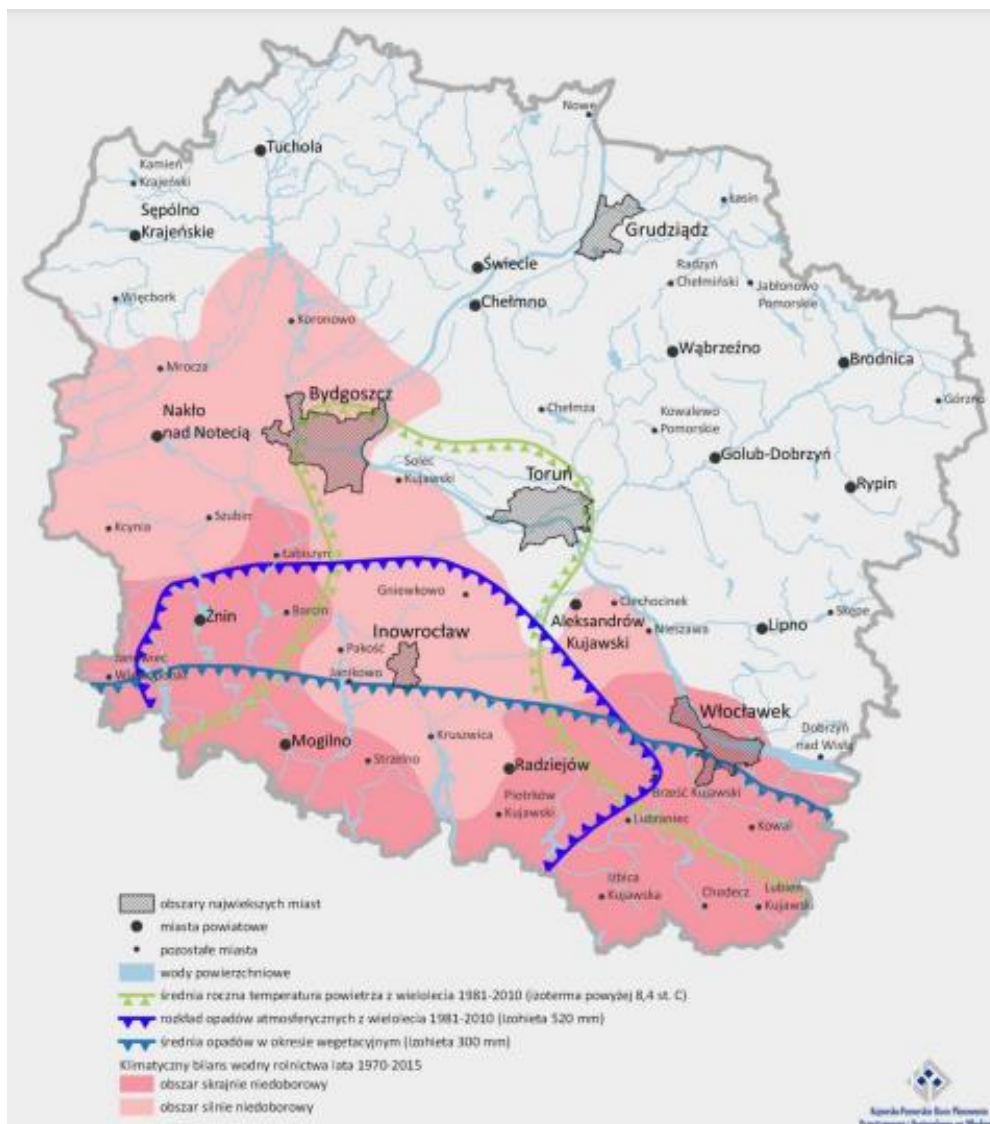 Nowe
Tuchola
Kamień
Krajeński
Łasin
Sępólno
Krajeńskie
Grudziądz
Świecie
Radzyń
Chełmiński
Jabłonowo
Pomorskie
Więcbork
Chełmno
Koronowo
Wąbrzeźno
Brodnica
Mrocza
Bydgoszcz
Górzno
Nakło
nad Notecią
Chełmża
Kowalewo
Pomorskie
Golub-Dobrzyń
Solec
Kujawski
Toruń
Rypin
Kcynia
Szubin
Łabiszyn
Gniewkowo
Ciechocinek
Żnin
Barcin
Aleksandrów
Kujawski
Nieszawa
Lipno
Skępe
Inowrocław
Pakość
Janikowo
Janowiec
Wielkopolski
Włocławek
Dobrzyń
nad Wisłą
Mogilno
Kruszwica
Strzelno
Radziejów
Piotrków
Kujawski
Brześć Kujawski
Lubraniec
Kowal
Izbica
Kujawska
Chodecz
Lubień
Kujawski
obszary najwiekszych miast
miasta powiatowe
pozostałe miasta
wody powierzchniowe
średnia roczna temperatura powietrza z wielolecia 1981-2010 (izoterma powyżej 8,4 st. C)
rozkład opadów atmosferycznych z wielolecia 1981-2010 (izohieta 520 mm)
średnia opadów w okresie wegetacyjnym (izohieta 300 mm)
Klimatyczny bilans wodny rolnictwa lata 1970-2015
obszar skrajnie niedoborowy
obszar silnie niedoborowy